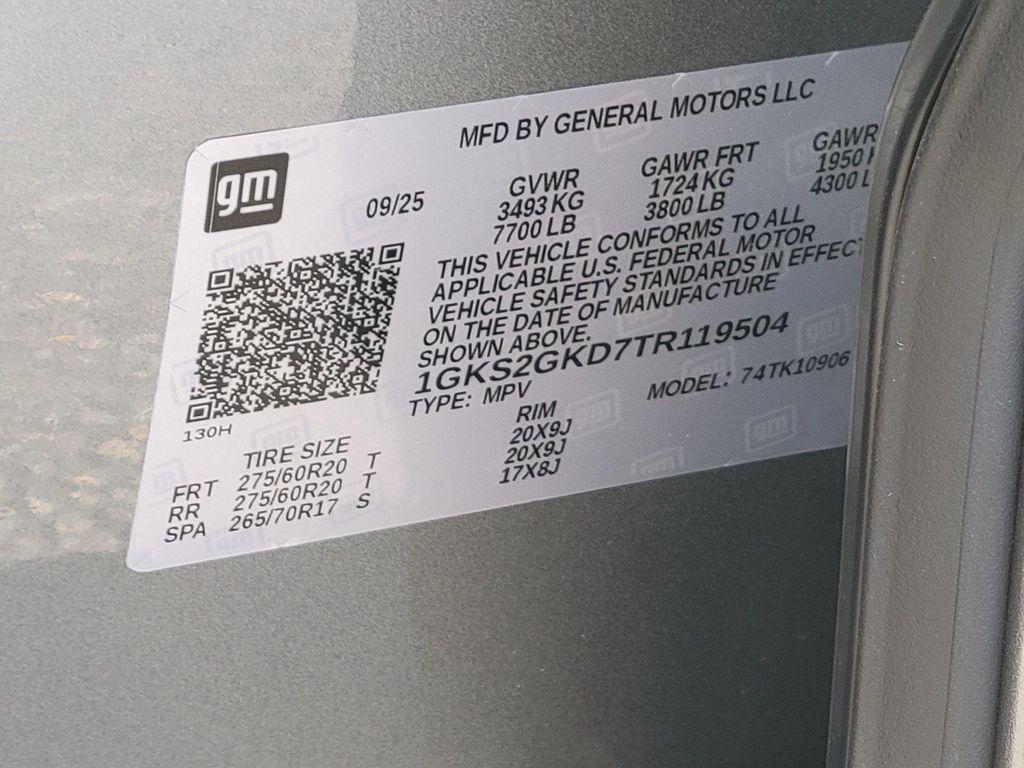 MFD BY GENERAL MOTORS LLC
gm
09/25
GVWR
3493 KG
7700 LB
GAWR FRT
1724 KG
3800 LB
GAWR
1950
4300
THIS VEHICLE CONFORMS TO ALL
APPLICABLE U.S. FEDERAL MOTOR
VEHICLE SAFETY STANDARDS IN EFFECT
ON THE DATE OF MANUFACTURE
SHOWN ABOVE.
1GKS2GKD7TR119504
TYPE: MPV
MODEL: 74TK10906
130H
TIRE SIZE RIM
FRT 275/60R20 T 20X9J
RR 275/60R20 T 20X9J
SPA 265/70R17 S 17X8J